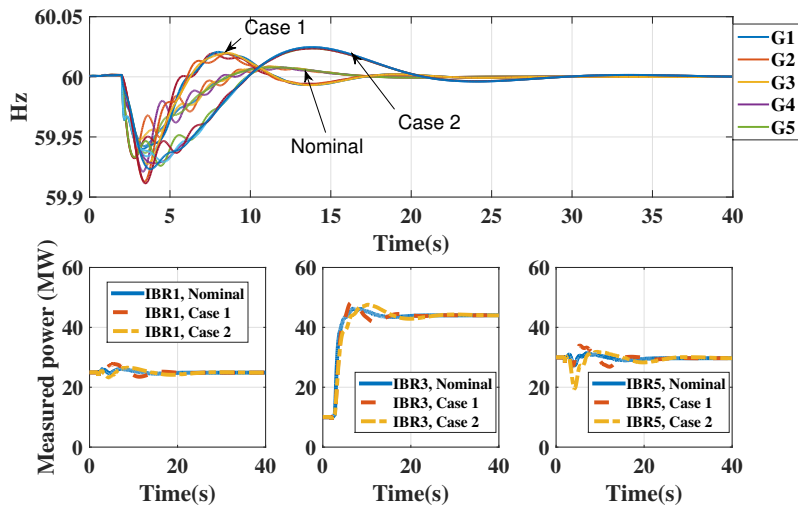 60.05
60
59.95
59.9
Hz
Case 1
Case 2
Nominal
G1
G2
G3
G4
G5
0 5 10 15 20 25 30 35 40
Time(s)
Measured power (MW)
60
40
20
0
IBR1, Nominal
IBR1, Case 1
IBR1, Case 2
0 20 40
Time(s)
60
40
20
0
IBR3, Nominal
IBR3, Case 1
IBR3, Case 2
0 20 40
Time(s)
60
40
20
0
IBR5, Nominal
IBR5, Case 1
IBR5, Case 2
0 20 40
Time(s)